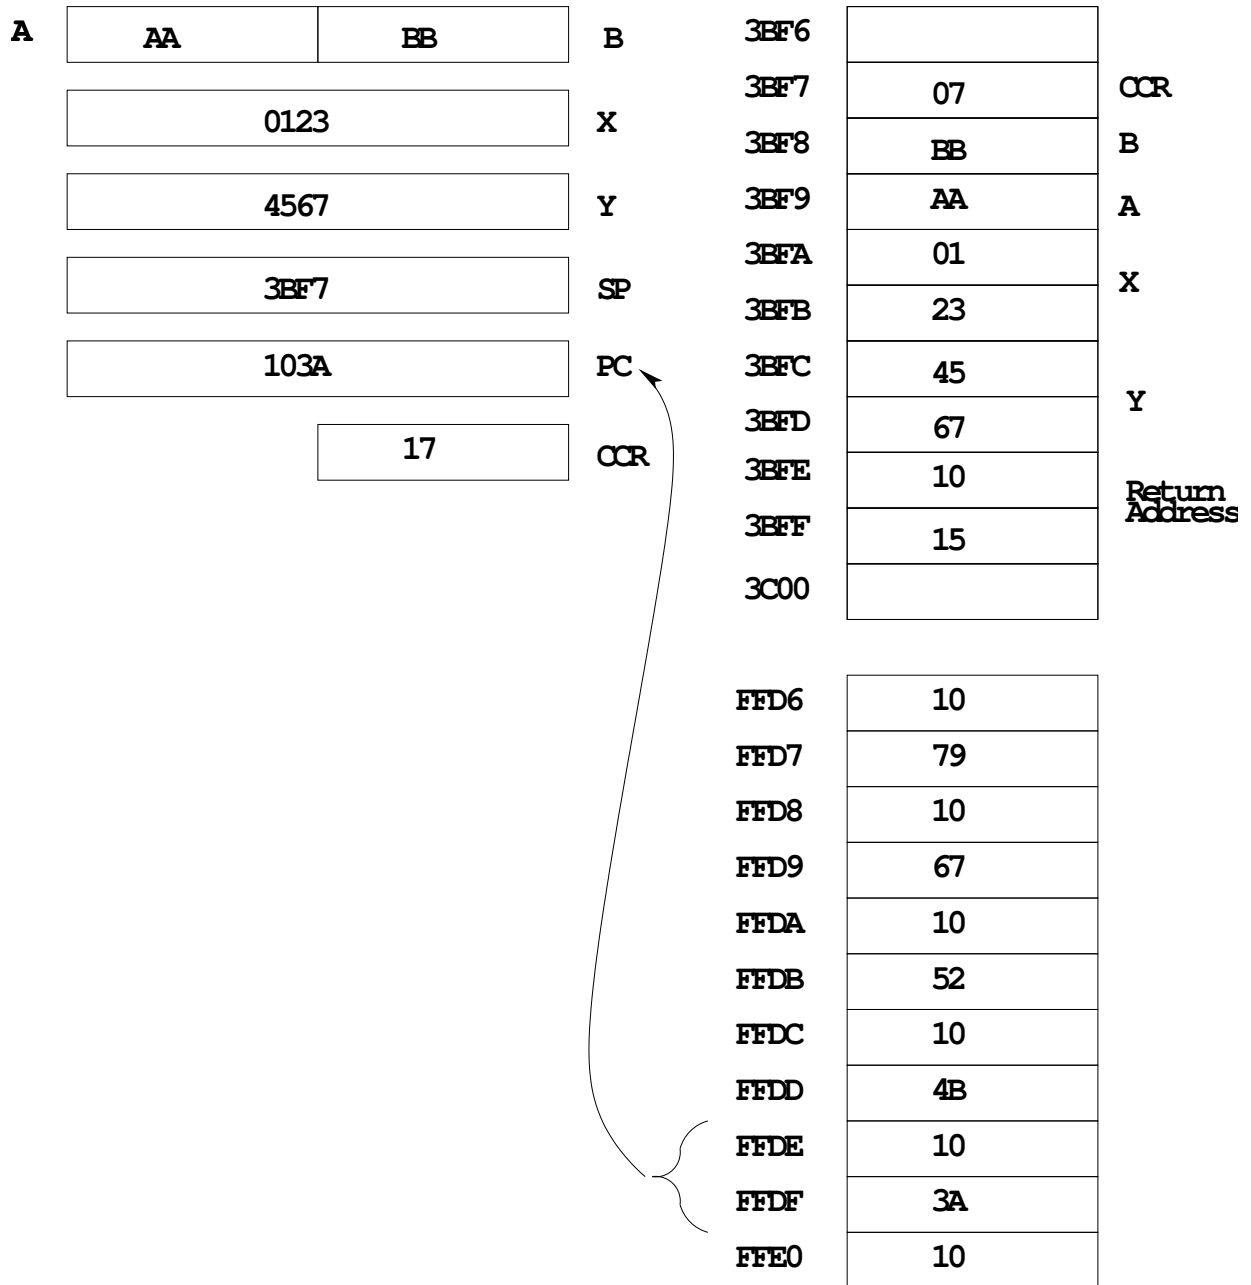 A AA BB B
0123 X
4567 Y
3BF7 SP
103A PC
17 CCR
3BF6
3BF7 07 CCR
3BF8 BB B
3BF9 AA A
3BFA 01
X
3BFB 23
3BFC 45
Y
3BFD 67
3BFE 10
Return
Address
3BFF 15
3C00
FFD6 10
FFD7 79
FFD8 10
FFD9 67
FFDA 10
FFDB 52
FFDC 10
FFDD 4B
FFDE 10
FFDF 3A
FFE0 10